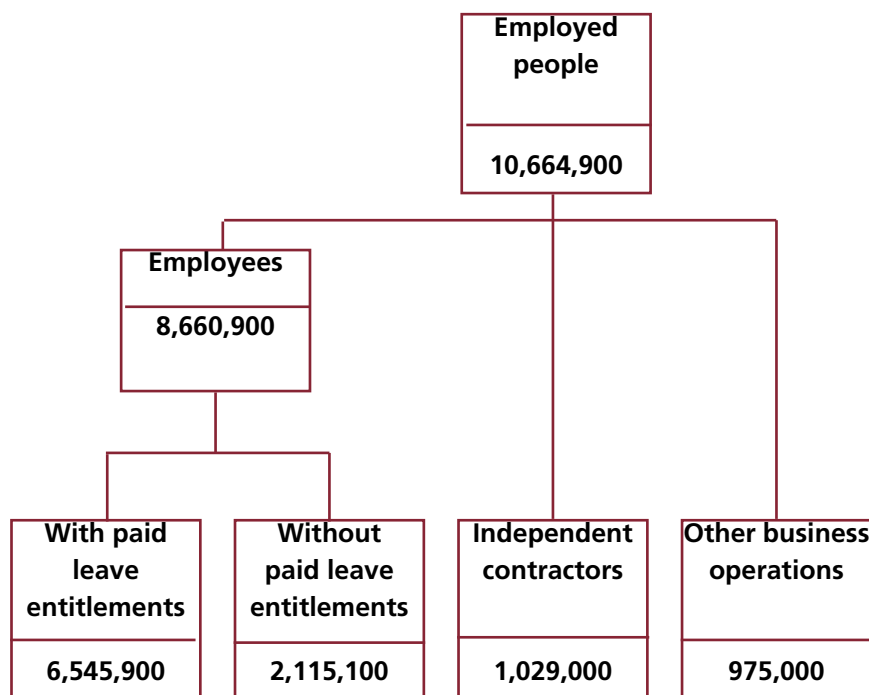 Employed
people
10,664,900
Employees
8,660,900
With paid
leave
entitlements
6,545,900
Without
paid leave
entitlements
2,115,100
Independent
contractors
1,029,000
Other business
operations
975,000